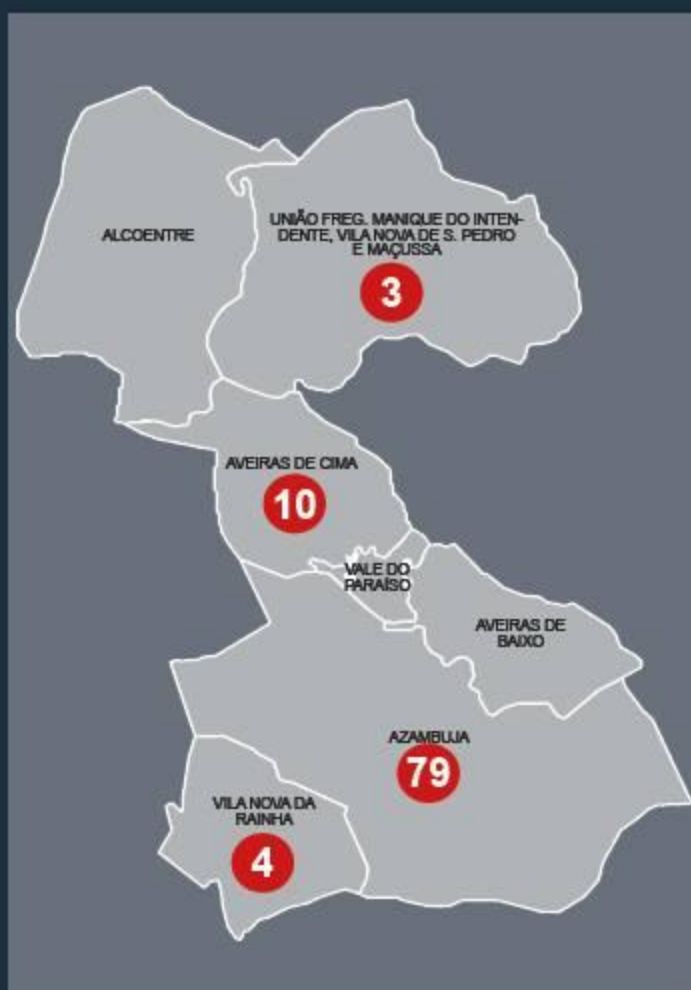 ALCOENTRE
UNIÃO FREG. MANIQUE DO INTEN-
DENTE, VILA NOVA DE S. PEDRO
E MAÇUSSA
3
AVEIRAS DE CIMA
10
VALE DO
PARAÍSO
AVEIRAS DE
BAIXO
AZAMBUJA
79
VILA NOVA DA
RAINHA
4